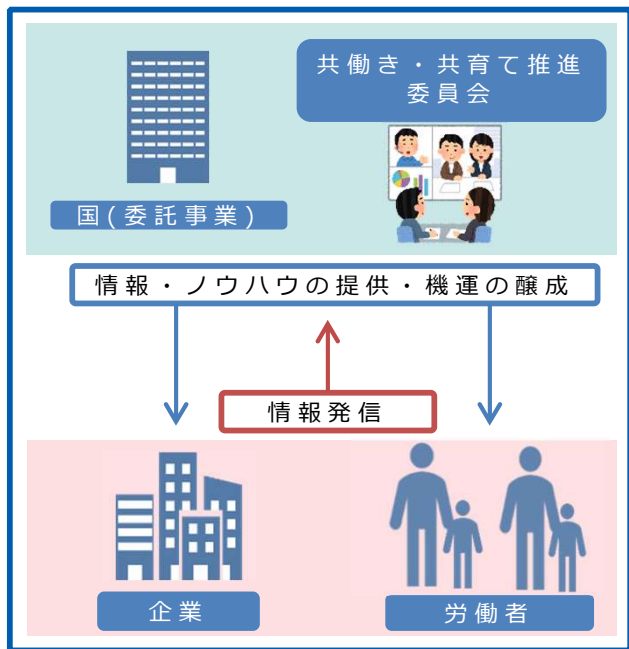 共働き・共育て推進
委員会
国(委託事業)
情報・ノウハウの提供・機運の醸成
情報発信
企業
労働者